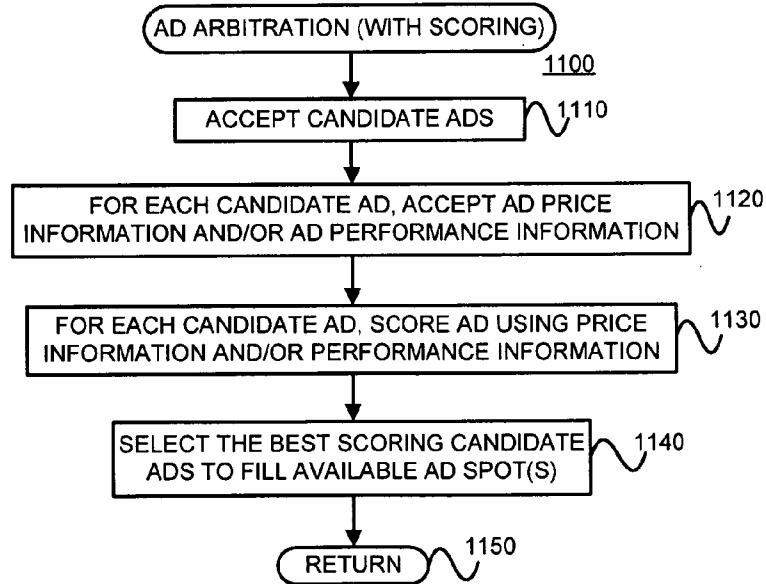 AD ARBITRATION (WITH SCORING)
1100
ACCEPT CANDIDATE ADS
1110
FOR EACH CANDIDATE AD, ACCEPT AD PRICE
INFORMATION AND/OR AD PERFORMANCE INFORMATION
1120
FOR EACH CANDIDATE AD, SCORE AD USING PRICE
INFORMATION AND/OR PERFORMANCE INFORMATION
1130
SELECT THE BEST SCORING CANDIDATE
ADS TO FILL AVAILABLE AD SPOT(S)
1140
RETURN
1150